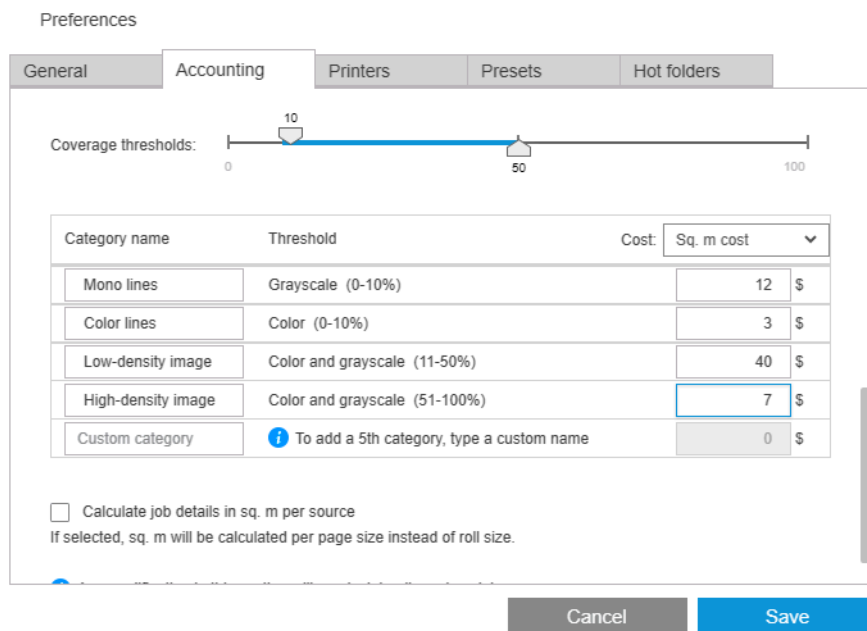 Preferences
General Accounting Printers Presets Hot folders
10
Coverage thresholds:
0 50 100
Category name Threshold Cost: Sq. m cost
Mono lines Grayscale (0-10%) 12 $
Color lines Color (0-10%) 3 $
Low-density image Color and grayscale (11-50%) 40 $
High-density image Color and grayscale (51-100%) 7 $
Custom category i To add a 5th category, type a custom name 0 $
Calculate job details in sq. m per source
If selected, sq. m will be calculated per page size instead of roll size.
Cancel Save